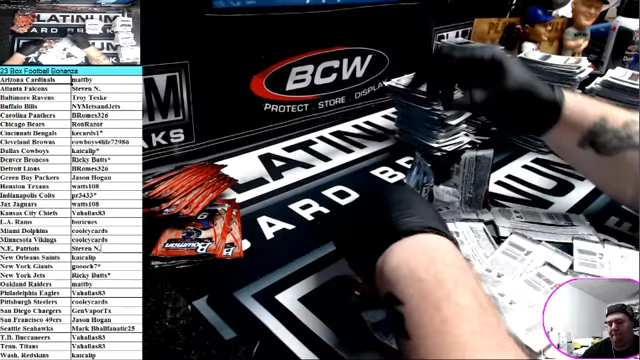 PLATINUM
CARD BREAKS
23 Box Football Bonanza
Arizona Cardinals mattby
Atlanta Falcons Steven N.
Baltimore Ravens Troy Teske
Buffalo Bills NYMetsandJets
Carolina Panthers BRomes326
Chicago Bears RonRazor
Cincinnati Bengals kecards1*
Cleveland Browns cowboys4life72986
Dallas Cowboys kaicalip*
Denver Broncos Ricky Butts*
Detroit Lions BRomes326
Green Bay Packers Jason Hogan
Houston Texans watts108
Indianapolis Colts pr3433*
Jax Jaguars watts108
Kansas City Chiefs Vahallas83
L.A. Rams boricues
Miami Dolphins cooleycards
Minnesota Vikings cooleycards
N.E. Patriots Steven N.
New Orleans Saints kaicalip
New York Giants goooch7*
New York Jets Ricky Butts*
Oakland Raiders mattby
Philadelphia Eagles Vahallas83
Pittsburgh Steelers cooleycards
San Diego Chargers GenVaporTx
San Francisco 49ers Jason Hogan
Seattle Seahawks Mark Bballfanatic25
T.B. Buccaneers Vahallas83
Tenn. Titans Vahallas83
Wash. Redskins kaicalip
BCW
PROTECT . STORE . DISPLAY
LATINUM
ARD BR
NUM
AKS
Bowman